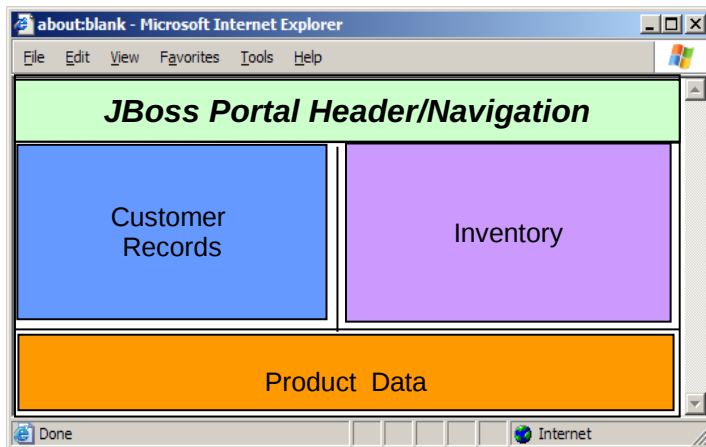 about:blank - Microsoft Internet Explorer
File Edit View Favorites Tools Help
JBoss Portal Header/Navigation
Customer
Records
Inventory
Product Data
Done Internet